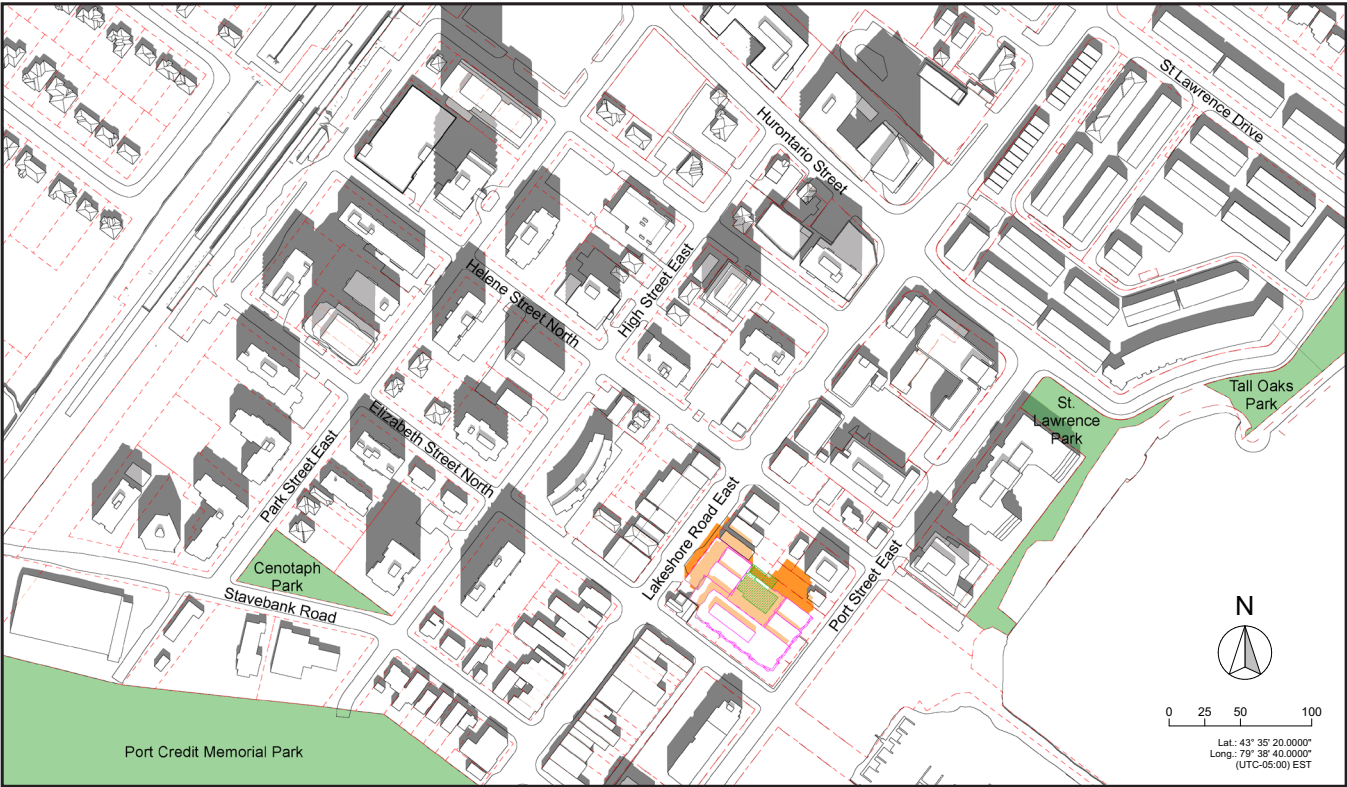 St Lawrence Drive
Hurontario Street
High Street East
Helene Street North
Tall Oaks
Park
St.
Lawrence
Park
Elizabeth Street North
Park Street East
Lakeshore Road East
Port Street East
Cenotaph
Park
Stavebank Road
N
0 25 50 100
Port Credit Memorial Park
Lat.: 43° 35' 20.0000"
Long.: 79° 38' 40.0000"
(UTC-05:00) EST